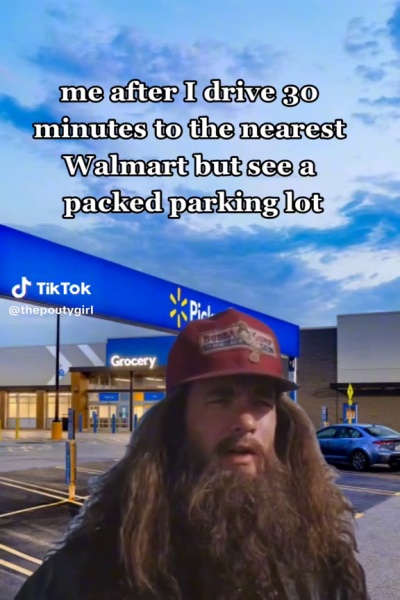 me after I drive 30
minutes to the nearest
Walmart but see a
packed parking lot
TikTok
@thepoutygirl
Grocery